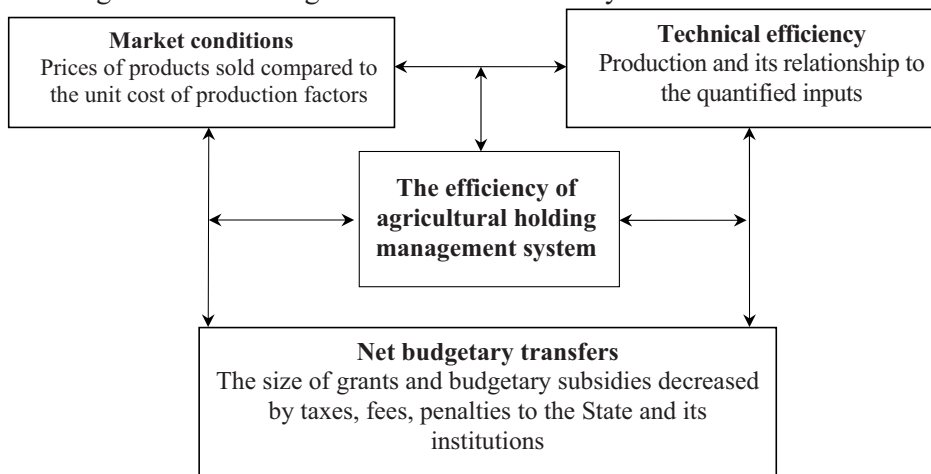 Market conditions
Prices of products sold compared to
the unit cost of production factors
Technical efficiency
Production and its relationship to
the quantified inputs
The efficiency of
agricultural holding
management system
Net budgetary transfers
The size of grants and budgetary subsidies decreased
by taxes, fees, penalties to the State and its
institutions